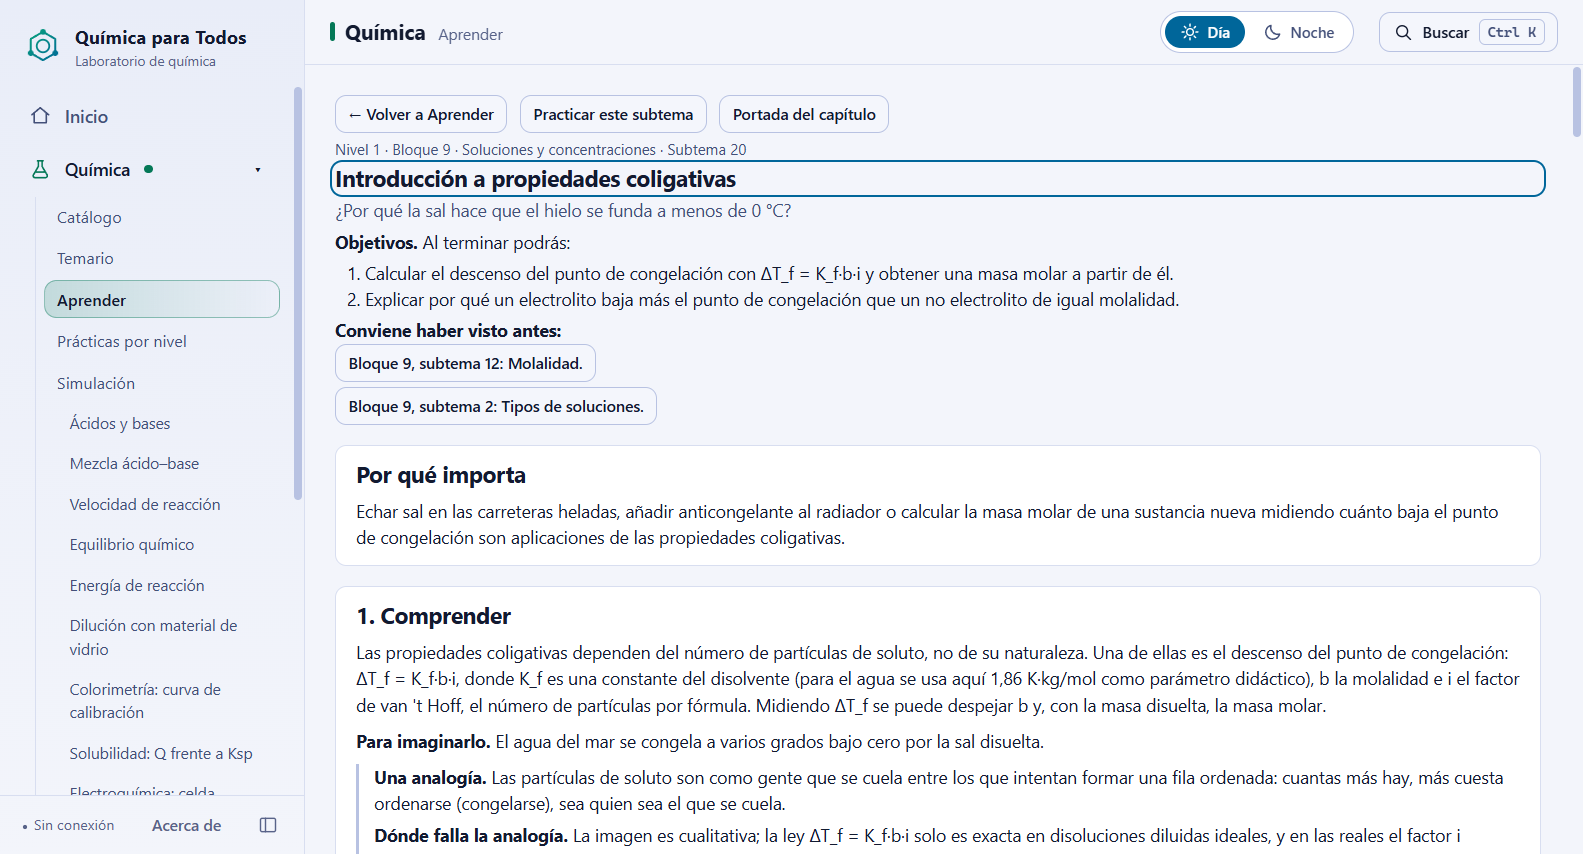 Química para Todos
Laboratorio de química
Inicio
Química
Catálogo
Temario
Aprender
Prácticas por nivel
Simulación
Ácidos y bases
Mezcla ácido–base
Velocidad de reacción
Equilibrio químico
Energía de reacción
Dilución con material de
vidrio
Colorimetría: curva de
calibración
Solubilidad: Q frente a Ksp
Electroquímica: celda
Sin conexión
Acerca de
Química Aprender
Día
Noche
Buscar Ctrl K
← Volver a Aprender
Practicar este subtema
Portada del capítulo
Nivel 1 · Bloque 9 · Soluciones y concentraciones · Subtema 20
Introducción a propiedades coligativas
¿Por qué la sal hace que el hielo se funda a menos de 0 °C?
Objetivos. Al terminar podrás:
1. Calcular el descenso del punto de congelación con ΔT_f = K_f·b·i y obtener una masa molar a partir de él.
2. Explicar por qué un electrolito baja más el punto de congelación que un no electrolito de igual molalidad.
Conviene haber visto antes:
Bloque 9, subtema 12: Molalidad.
Bloque 9, subtema 2: Tipos de soluciones.
Por qué importa
Echar sal en las carreteras heladas, añadir anticongelante al radiador o calcular la masa molar de una sustancia nueva midiendo cuánto baja el punto
de congelación son aplicaciones de las propiedades coligativas.
1. Comprender
Las propiedades coligativas dependen del número de partículas de soluto, no de su naturaleza. Una de ellas es el descenso del punto de congelación:
ΔT_f = K_f·b·i, donde K_f es una constante del disolvente (para el agua se usa aquí 1,86 K·kg/mol como parámetro didáctico), b la molalidad e i el factor
de van 't Hoff, el número de partículas por fórmula. Midiendo ΔT_f se puede despejar b y, con la masa disuelta, la masa molar.
Para imaginarlo. El agua del mar se congela a varios grados bajo cero por la sal disuelta.
Una analogía. Las partículas de soluto son como gente que se cuela entre los que intentan formar una fila ordenada: cuantas más hay, más cuesta
ordenarse (congelarse), sea quien sea el que se cuela.
Dónde falla la analogía. La imagen es cualitativa; la ley ΔT_f = K_f·b·i solo es exacta en disoluciones diluidas ideales, y en las reales el factor i